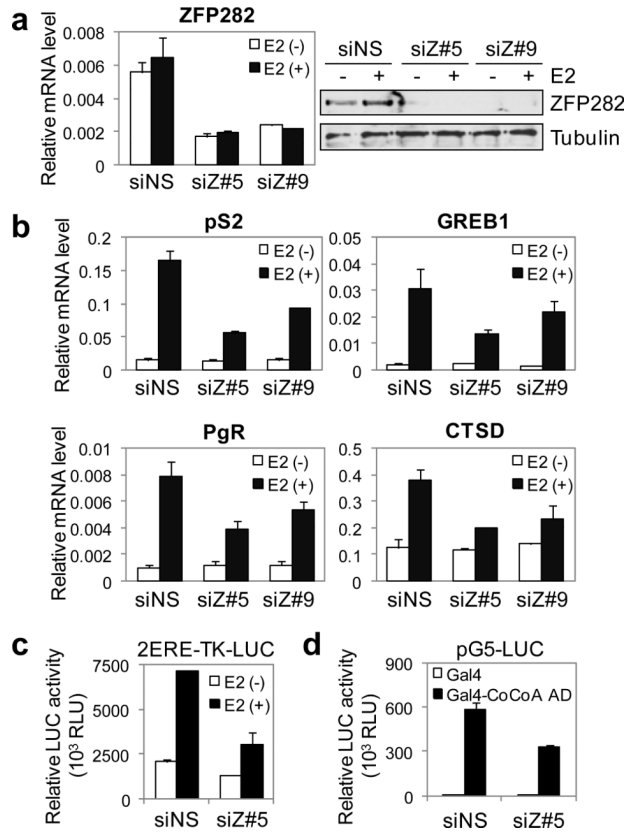 a
ZFP282
Relative mRNA level
0.008
0.006
0.004
0.002
0
E2 (-)
E2 (+)
siNS siZ#5 siZ#9
siNS siZ#5 siZ#9
- + - + - + E2
ZFP282
Tubulin
b
pS2
Relative mRNA level
0.2
0.15
0.1
0.05
0
E2 (-)
E2 (+)
siNS siZ#5 siZ#9
GREB1
0.05
0.04
0.03
0.02
0.01
0
E2 (-)
E2 (+)
siNS siZ#5 siZ#9
PgR
Relative mRNA level
0.01
0.008
0.006
0.004
0.002
0
E2 (-)
E2 (+)
siNS siZ#5 siZ#9
CTSD
0.5
0.4
0.3
0.2
0.1
0
E2 (-)
E2 (+)
siNS siZ#5 siZ#9
c
2ERE-TK-LUC
Relative LUC activity
(10³ RLU)
7500
5000
2500
0
E2 (-)
E2 (+)
siNS siZ#5
d
pG5-LUC
Relative LUC activity
(10³ RLU)
900
600
300
0
Gal4
Gal4-CoCoA AD
siNS siZ#5